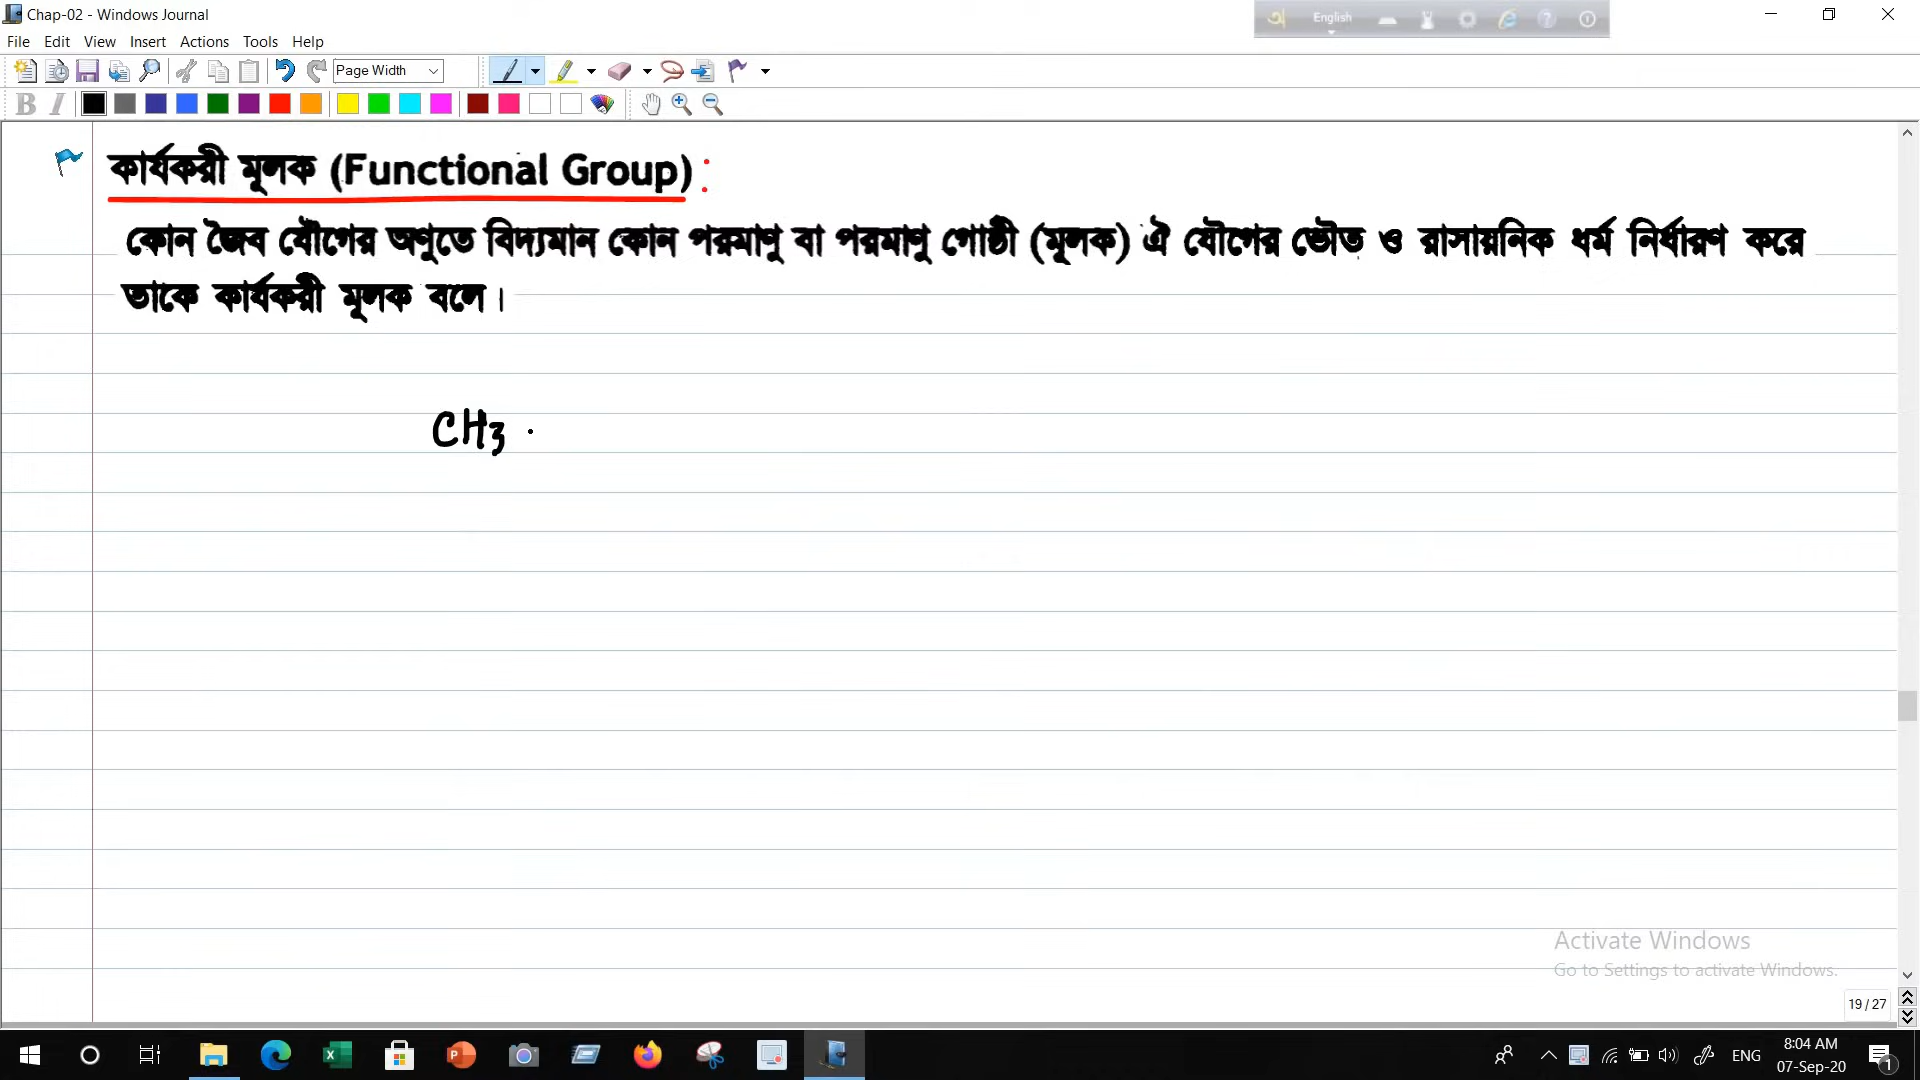 Chap-02 - Windows Journal
English
File Edit View Insert Actions Tools Help
Page Width
B I
কার্যকরী মূলক (Functional Group) :
কোন জৈব যৌগের অণুতে বিদ্যমান কোন পরমাণু বা পরমাণু গোষ্ঠী (মূলক) ঐ যৌগের ভৌত ও রাসায়নিক ধর্ম নির্ধারণ করে
তাকে কার্যকরী মূলক বলে।
CH3
Activate Windows
Go to Settings to activate Windows.
19 / 27
ENG
8:04 AM
07-Sep-20
1